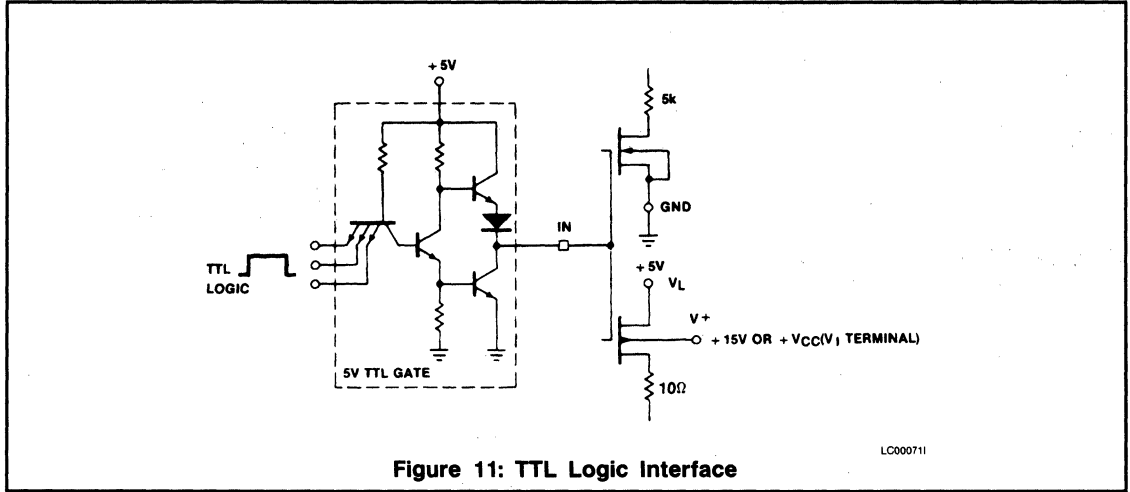 + 5V
5k
GND
IN
+ 5V
VL
TTL
LOGIC
V+
+ 15V OR + VCC(V1 TERMINAL)
5V TTL GATE
10Ω
LC00071I
Figure 11: TTL Logic Interface